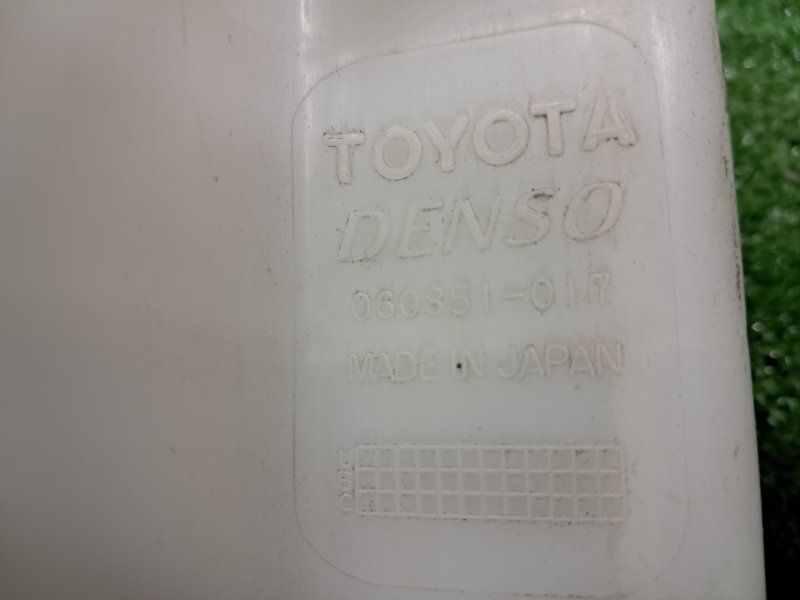 TOYOTA
DENSO
060851-017
MADE IN JAPAN